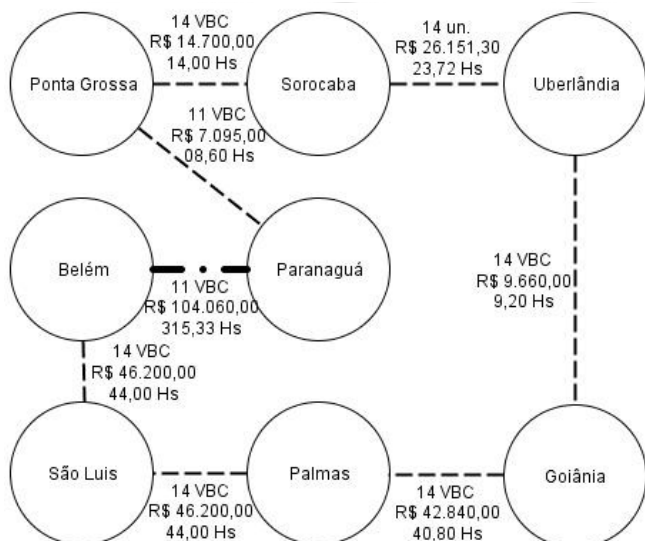 14 VBC
R$ 14.700,00
14,00 Hs
14 un.
R$ 26.151,30
23,72 Hs
Ponta Grossa
Sorocaba
Uberlândia
11 VBC
R$ 7.095,00
08,60 Hs
Belém
Paranaguá
14 VBC
R$ 9.660,00
9,20 Hs
11 VBC
R$ 104.060,00
315,33 Hs
14 VBC
R$ 46.200,00
44,00 Hs
São Luis
Palmas
Goiânia
14 VBC
R$ 46.200,00
44,00 Hs
14 VBC
R$ 42.840,00
40,80 Hs